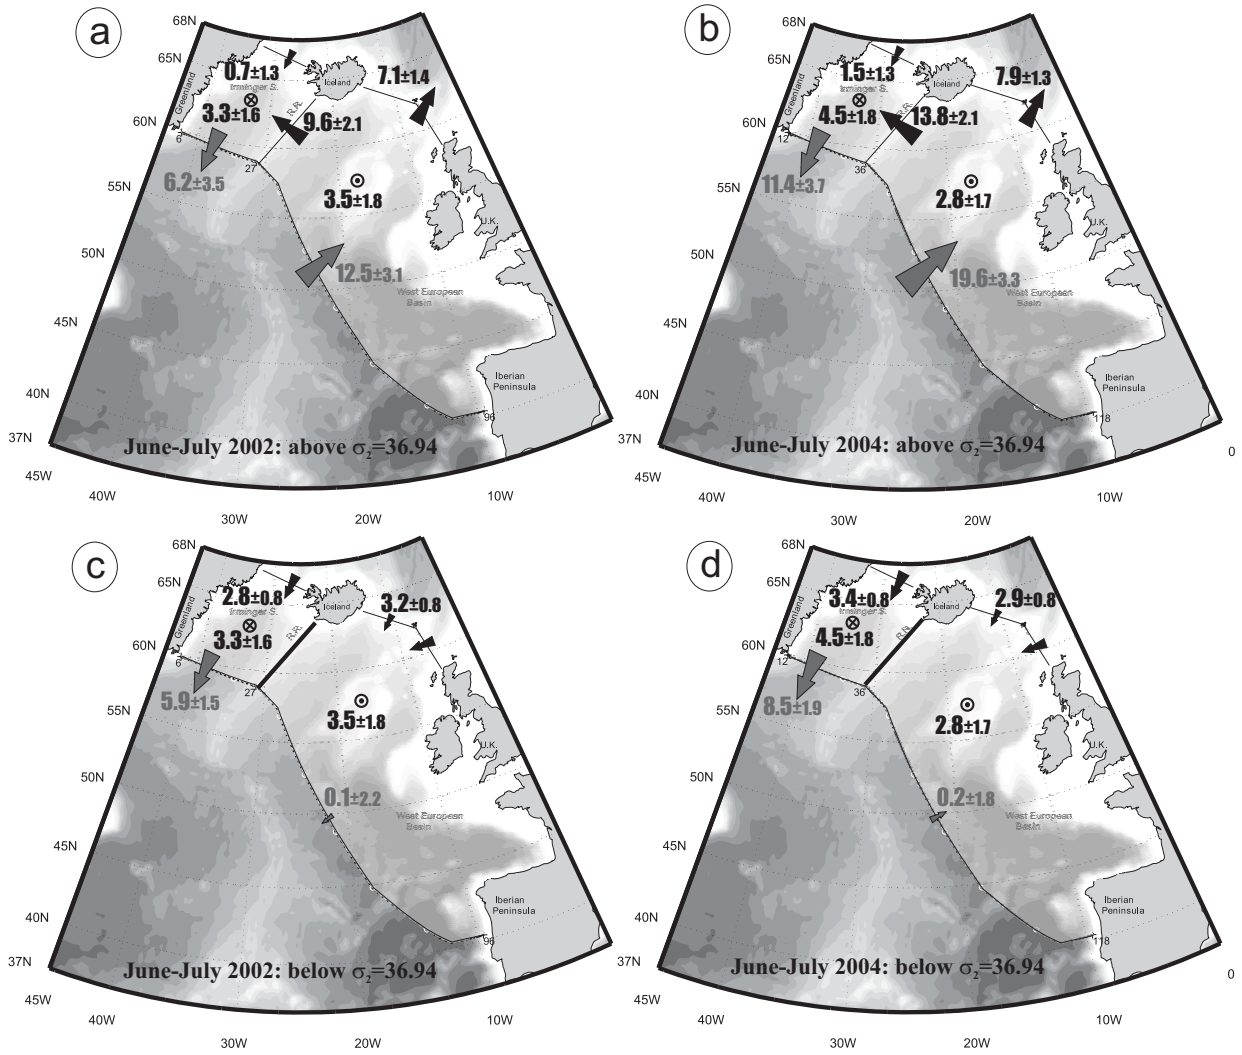 a
68N
65N
60N
55N
50N
45N
40N
37N
45W
40W
30W
20W
10W
Greenland
Irminger S.
Iceland
R.R.
U.K.
West European
Basin
Iberian
Peninsula
6
27
96
0.7±1.3
3.3±1.6
9.6±2.1
7.1±1.4
6.2±3.5
3.5±1.8
12.5±3.1
June-July 2002: above σ₂=36.94
b
68N
65N
60N
55N
50N
45N
40N
37N
45W
40W
30W
20W
10W
0
Greenland
Irminger S.
Iceland
R.R.
U.K.
West European
Basin
Iberian
Peninsula
12
36
118
1.5±1.3
4.5±1.8
13.8±2.1
7.9±1.3
11.4±3.7
2.8±1.7
19.6±3.3
June-July 2004: above σ₂=36.94
c
68N
65N
60N
55N
50N
45N
40N
37N
45W
40W
30W
20W
10W
Greenland
Irminger S.
Iceland
R.R.
U.K.
West European
Basin
Iberian
Peninsula
6
27
96
2.8±0.8
3.3±1.6
3.2±0.8
5.9±1.5
3.5±1.8
0.1±2.2
June-July 2002: below σ₂=36.94
d
68N
65N
60N
55N
50N
45N
40N
37N
45W
40W
30W
20W
10W
0
Greenland
Irminger S.
Iceland
U.K.
West European
Basin
Iberian
Peninsula
12
36
118
3.4±0.8
4.5±1.8
2.9±0.8
8.5±1.9
2.8±1.7
0.2±1.8
June-July 2004: below σ₂=36.94